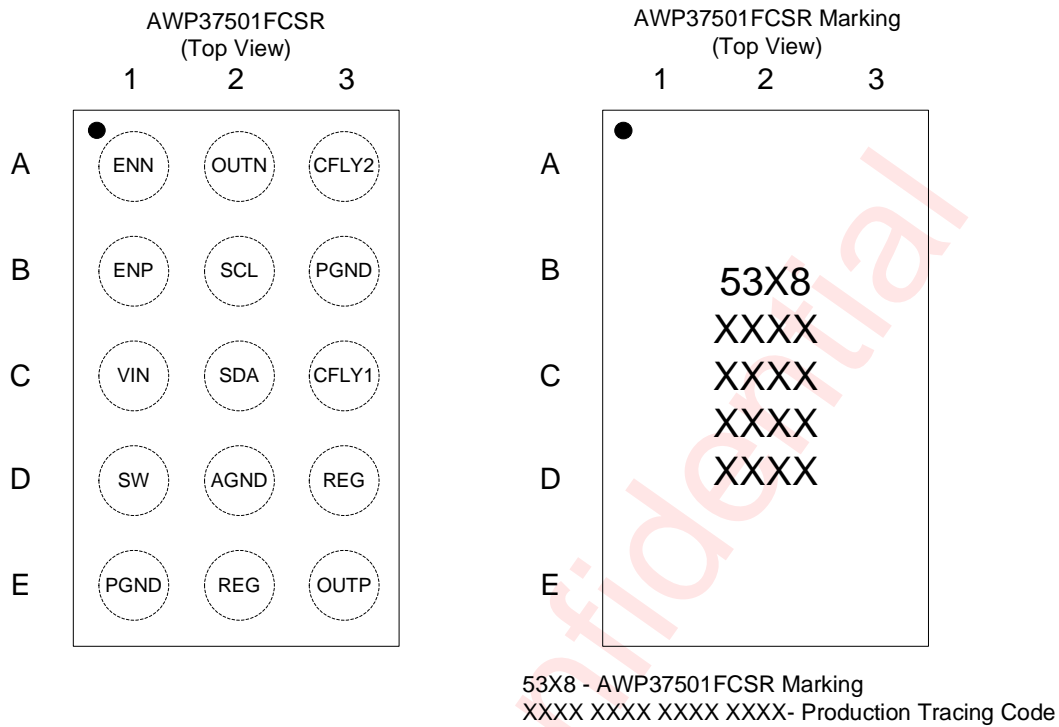 AWP37501FCSR
(Top View)
1 2 3
A ENN OUTN CFLY2
B ENP SCL PGND
C VIN SDA CFLY1
D SW AGND REG
E PGND REG OUTP
AWP37501FCSR Marking
(Top View)
1 2 3
A
B
C
D
E
53X8
XXXX
XXXX
XXXX
XXXX
53X8 - AWP37501FCSR Marking
XXXX XXXX XXXX XXXX- Production Tracing Code